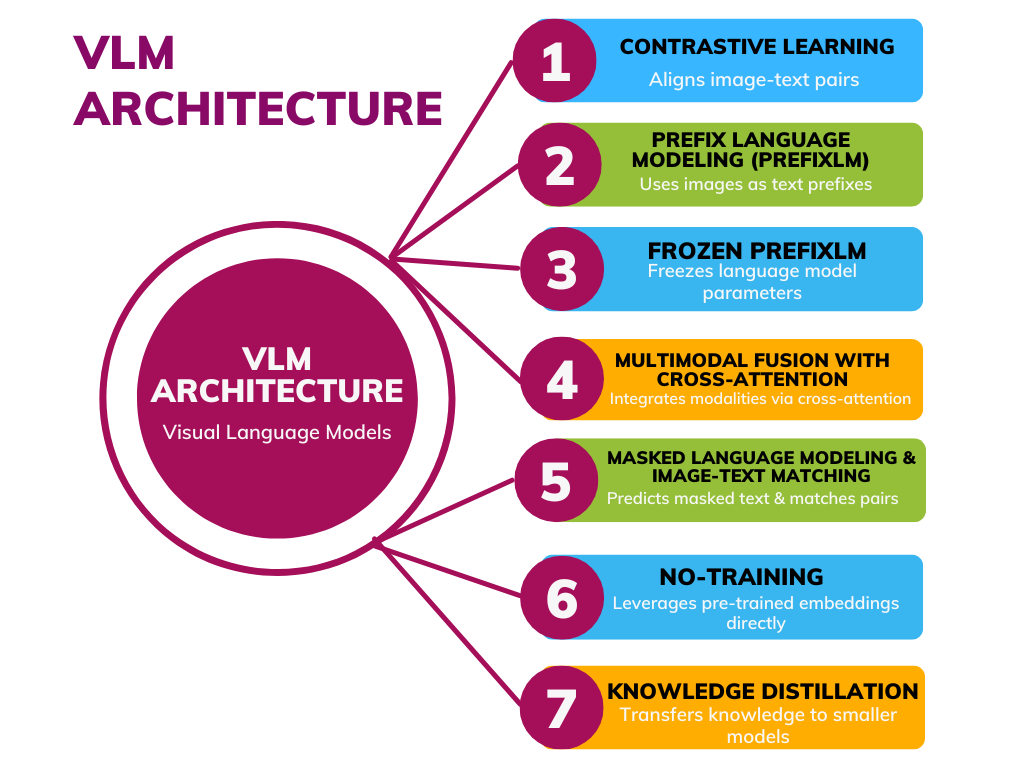 VLM
ARCHITECTURE
VLM
ARCHITECTURE
Visual Language Models
1
CONTRASTIVE LEARNING
Aligns image-text pairs
2
PREFIX LANGUAGE
MODELING (PREFIXLM)
Uses images as text prefixes
3
FROZEN PREFIXLM
Freezes language model
parameters
4
MULTIMODAL FUSION WITH
CROSS-ATTENTION
Integrates modalities via cross-attention
5
MASKED LANGUAGE MODELING &
IMAGE-TEXT MATCHING
Predicts masked text & matches pairs
6
NO-TRAINING
Leverages pre-trained embeddings
directly
7
KNOWLEDGE DISTILLATION
Transfers knowledge to smaller
models